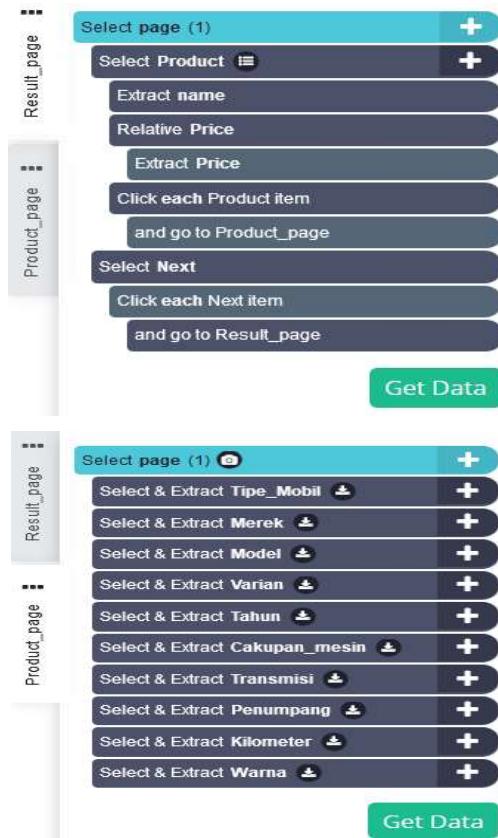 Result_page
Product_page
Select page (1)
Select Product
Extract name
Relative Price
Extract Price
Click each Product item
and go to Product_page
Select Next
Click each Next item
and go to Result_page
Get Data
Result_page
Product_page
Select page (1)
Select & Extract Tipe_Mobil
Select & Extract Merek
Select & Extract Model
Select & Extract Varian
Select & Extract Tahun
Select & Extract Cakupan_mesin
Select & Extract Transmisi
Select & Extract Penumpang
Select & Extract Kilometer
Select & Extract Warna
Get Data